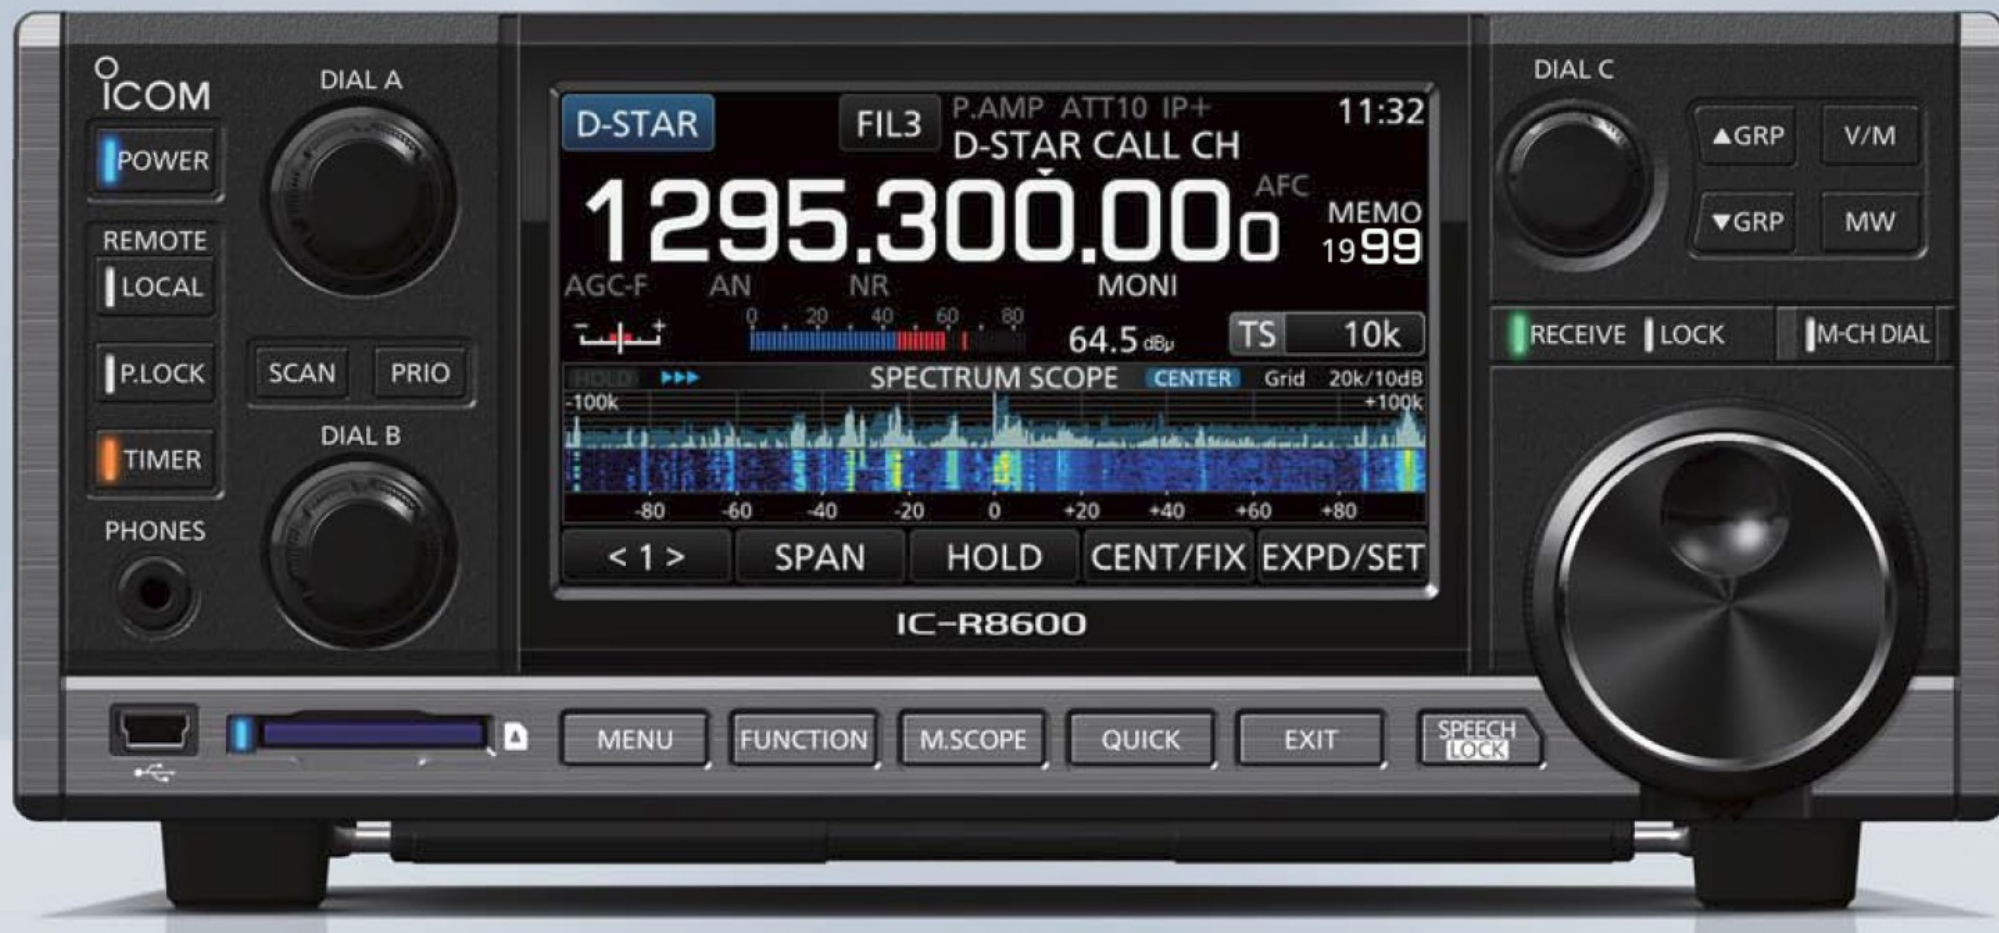 ICOM
DIAL A
POWER
REMOTE
LOCAL
P.LOCK
TIMER
SCAN
PRIO
DIAL B
PHONES
D-STAR
FIL3
P.AMP ATT10 IP+
11:32
D-STAR CALL CH
1295.300.000
AFC
MEMO
1999
AGC-F
AN
NR
MONI
0 20 40 60 80
- +
64.5 dBμ
TS 10k
HOLD
SPECTRUM SCOPE
CENTER
Grid 20k/10dB
-100k
+100k
-80 -60 -40 -20 0 +20 +40 +60 +80
< 1 >
SPAN
HOLD
CENT/FIX
EXPD/SET
IC-R8600
DIAL C
▲GRP
V/M
▼GRP
MW
RECEIVE
LOCK
M-CH DIAL
MENU
FUNCTION
M.SCOPE
QUICK
EXIT
SPEECH
LOCK